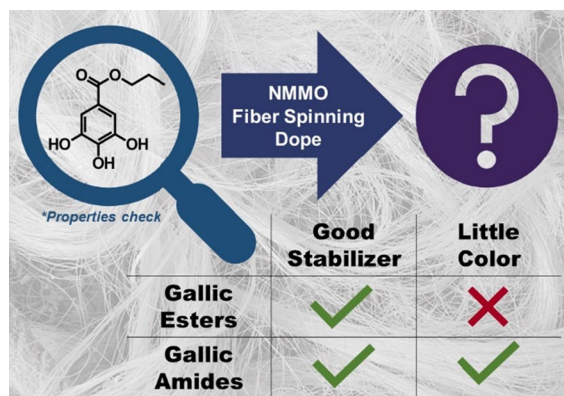 O
O
HO
OH
OH
*Properties check
NMMO
Fiber Spinning
Dope
?
Good
Stabilizer
Little
Color
Gallic
Esters
Gallic
Amides